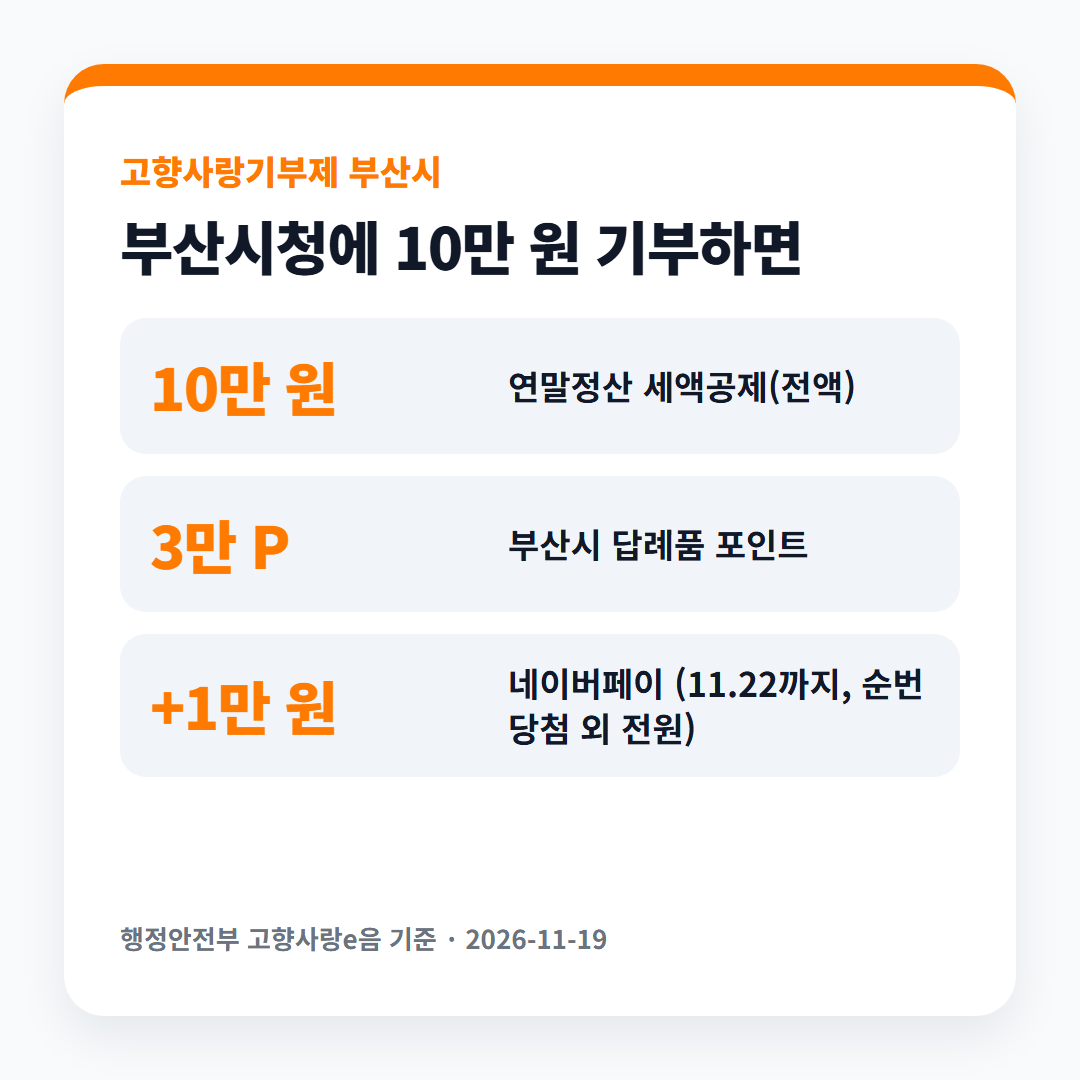 고향사랑기부제 부산시
부산시청에 10만 원 기부하면
10만 원
연말정산 세액공제(전액)
3만 P
부산시 답례품 포인트
+1만 원
네이버페이 (11.22까지, 순번
당첨 외 전원)
행정안전부 고향사랑e음 기준 · 2026-11-19